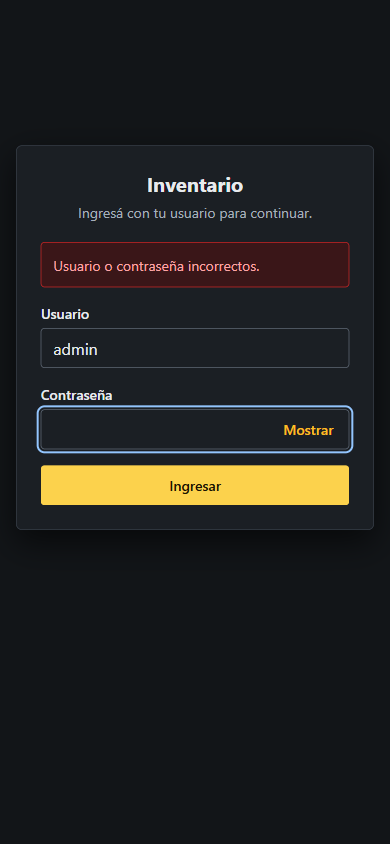 Inventario
Ingresá con tu usuario para continuar.
Usuario o contraseña incorrectos.
Usuario
admin
Contraseña
Mostrar
Ingresar